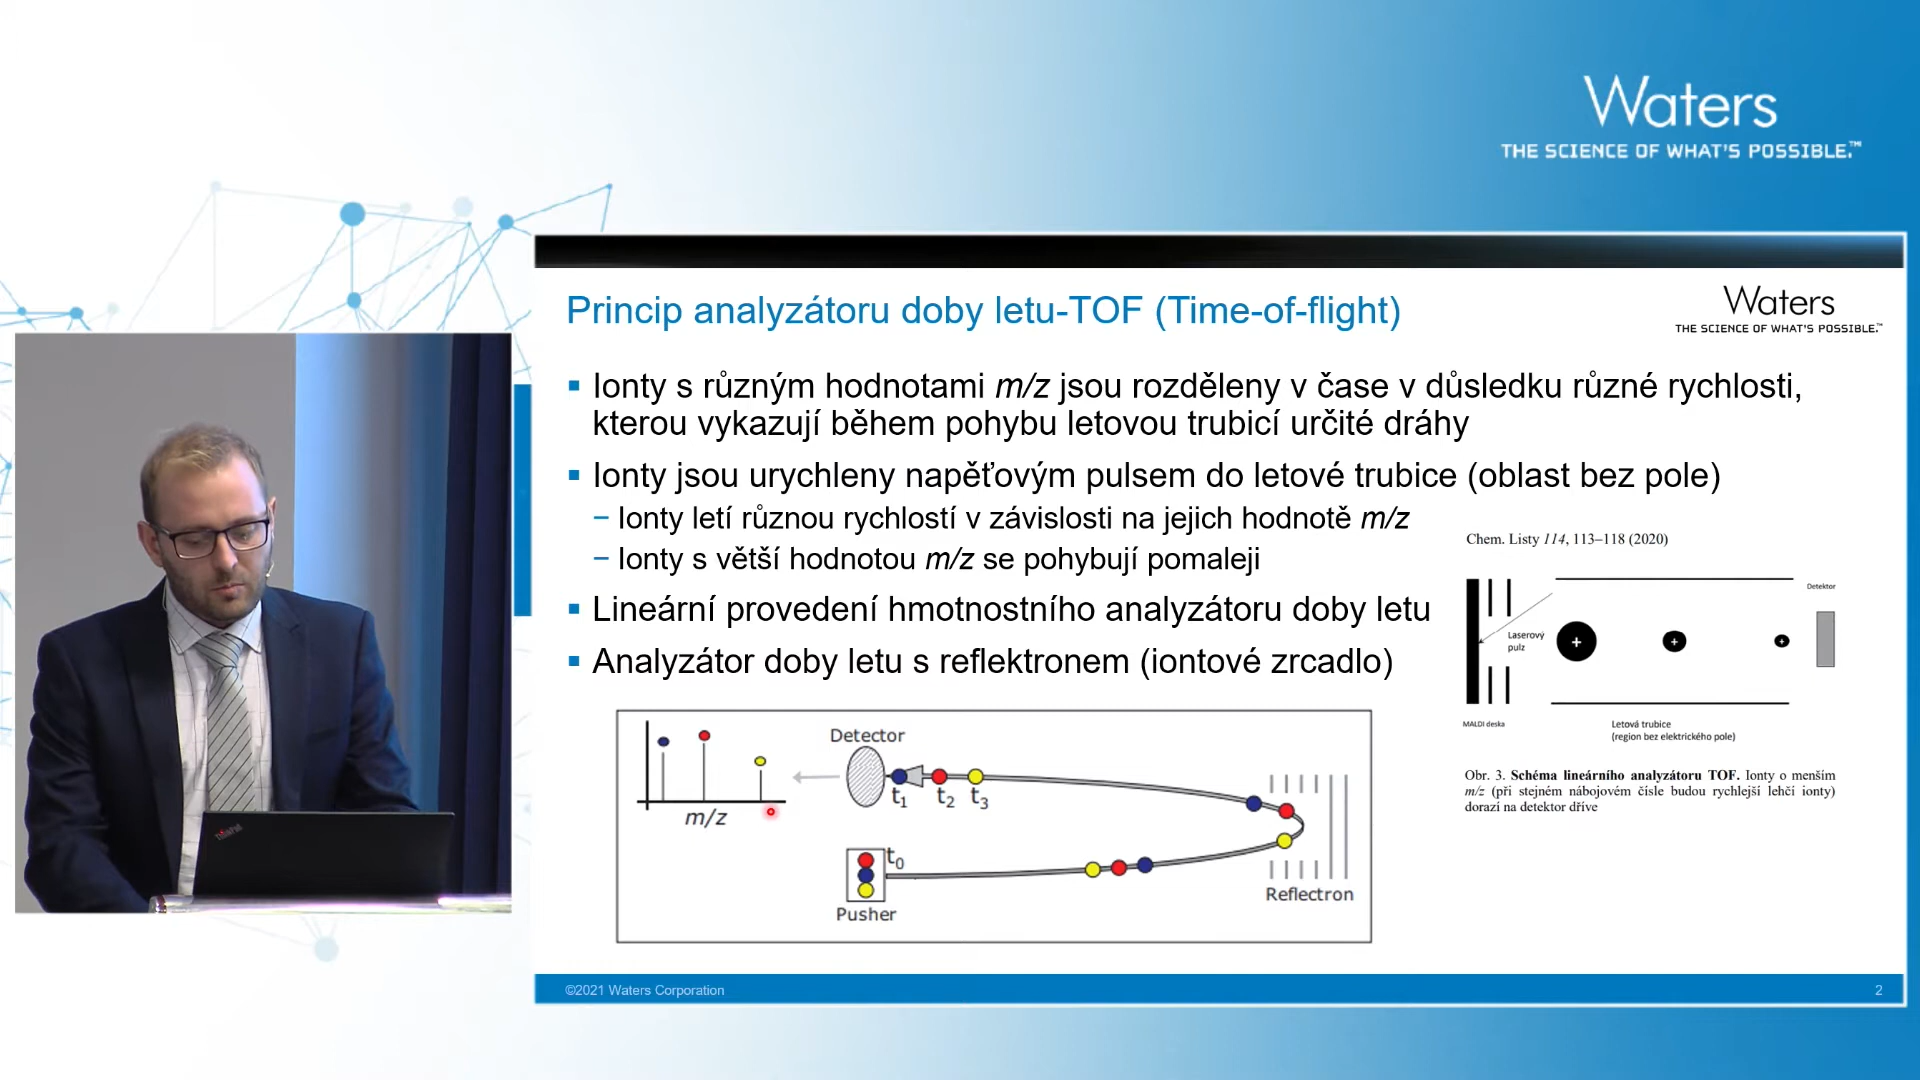 Waters
THE SCIENCE OF WHAT'S POSSIBLE.™
Princip analyzátoru doby letu-TOF (Time-of-flight)
Waters
THE SCIENCE OF WHAT'S POSSIBLE.™
Ionty s různým hodnotami m/z jsou rozděleny v čase v důsledku různé rychlosti,
kterou vykazují během pohybu letovou trubicí určité dráhy
Ionty jsou urychleny napěťovým pulsem do letové trubice (oblast bez pole)
– Ionty letí různou rychlostí v závislosti na jejich hodnotě m/z
– Ionty s větší hodnotou m/z se pohybují pomaleji
Lineární provedení hmotnostního analyzátoru doby letu
Analyzátor doby letu s reflektronem (iontové zrcadlo)
Chem. Listy 114, 113–118 (2020)
Detektor
Laserový
pulz
+ + +
MALDI deska
Letová trubice
(region bez elektrického pole)
Obr. 3. Schéma lineárního analyzátoru TOF. Ionty o menším
m/z (při stejném nábojovém čísle budou rychlejší lehčí ionty)
dorazí na detektor dříve
Detector
t1 t2 t3
m/z
t0
Pusher
Reflectron
ThinkPad
©2021 Waters Corporation
2